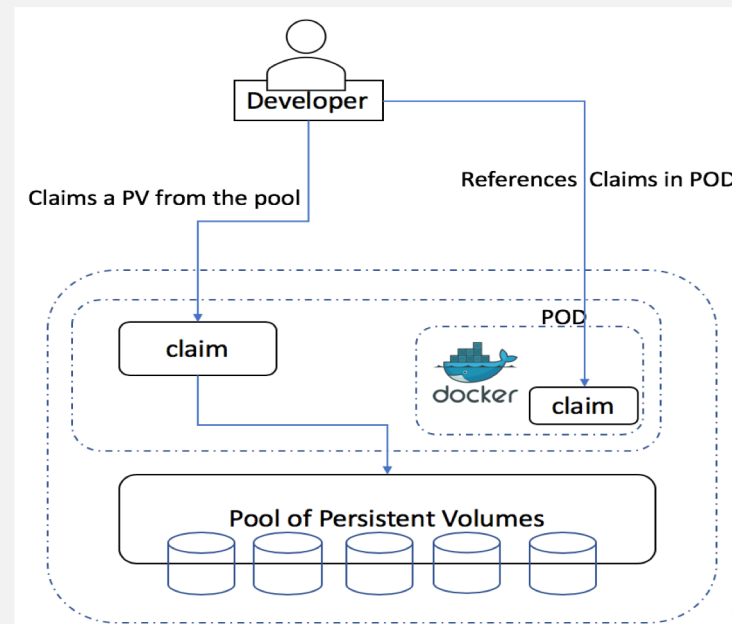 Developer
Claims a PV from the pool
References Claims in POD
POD
claim
docker
claim
Pool of Persistent Volumes